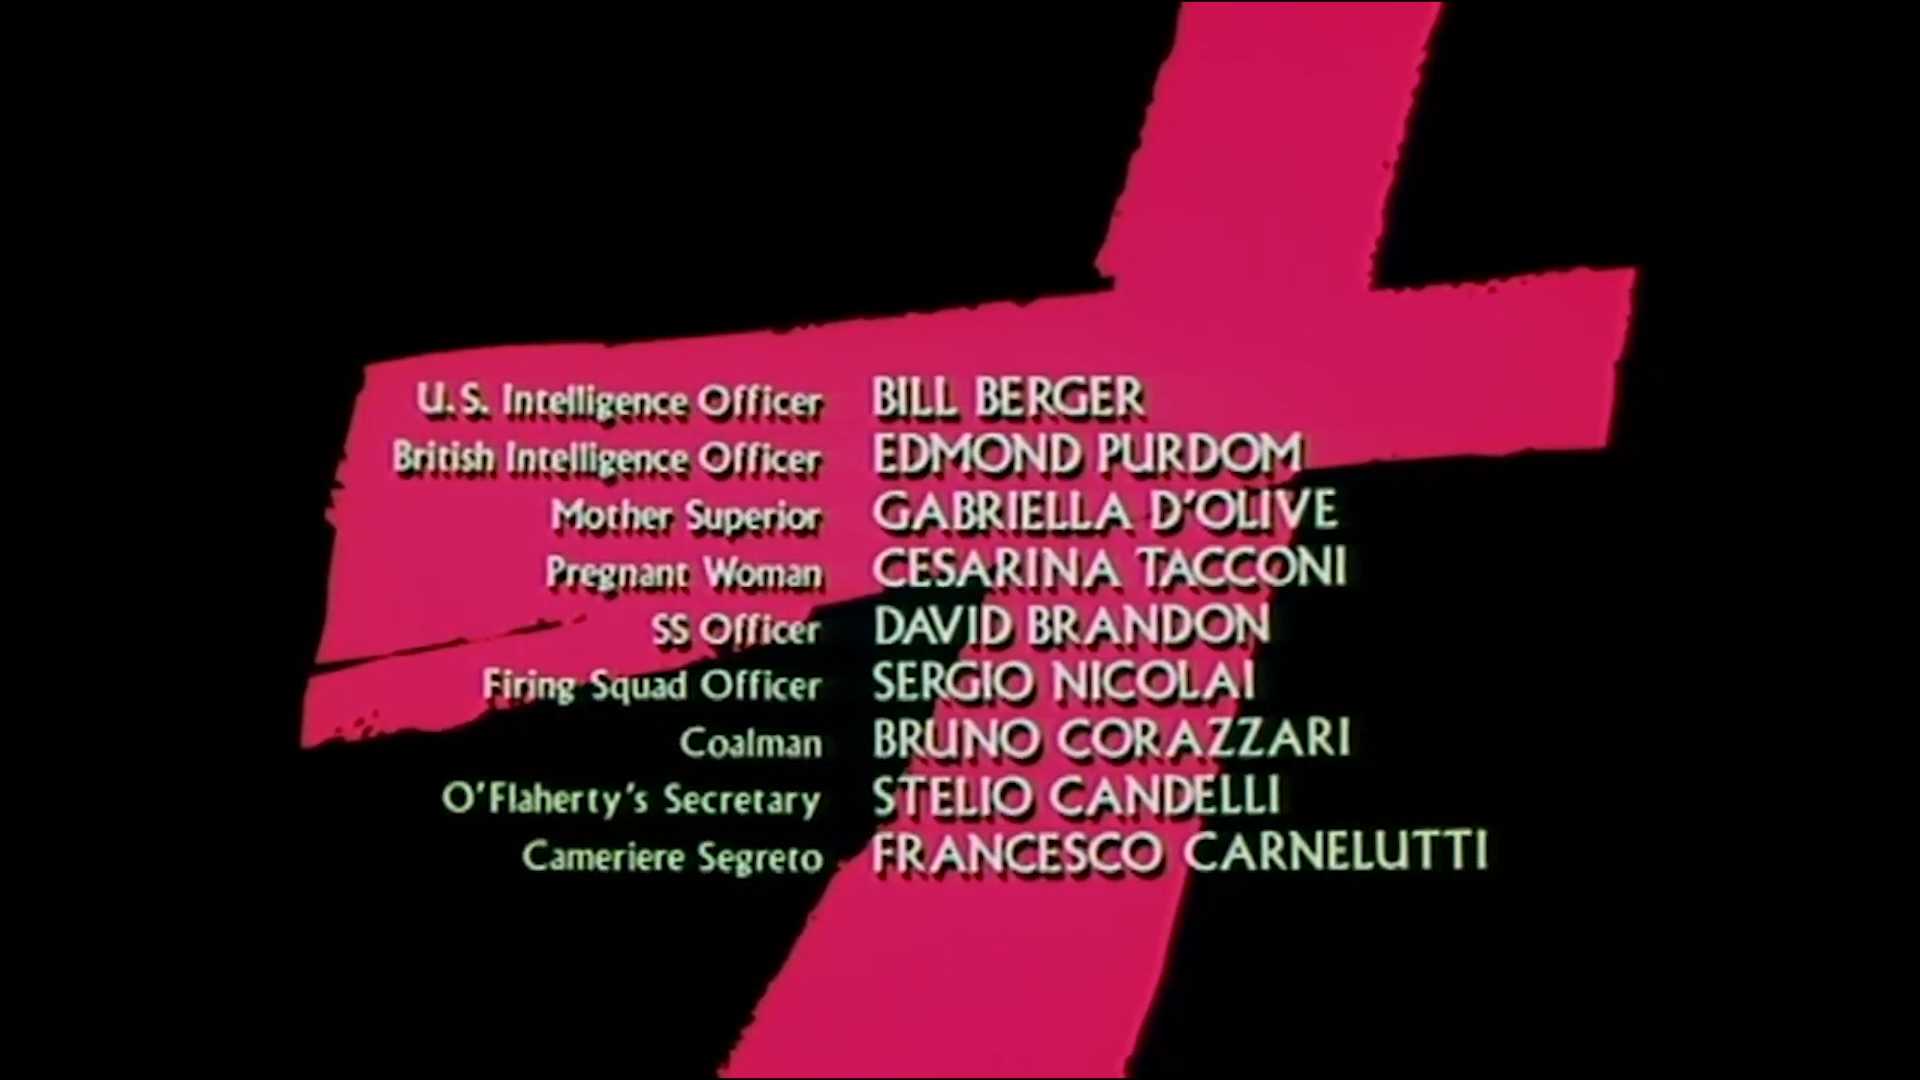 U.S. Intelligence Officer BILL BERGER
British Intelligence Officer EDMOND PURDOM
Mother Superior GABRIELLA D'OLIVE
Pregnant Woman CESARINA TACCONI
SS Officer DAVID BRANDON
Firing Squad Officer SERGIO NICOLAI
Coalman BRUNO CORAZZARI
O'Flaherty's Secretary STELIO CANDELLI
Cameriere Segreto FRANCESCO CARNELUTTI